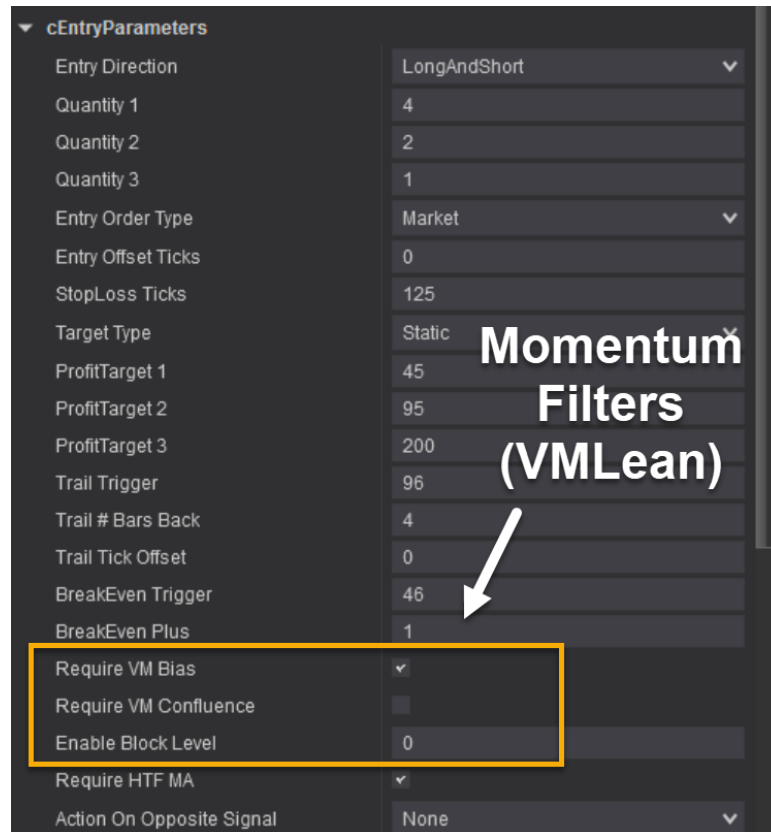 cEntryParameters
Entry Direction LongAndShort
Quantity 1 4
Quantity 2 2
Quantity 3 1
Entry Order Type Market
Entry Offset Ticks 0
StopLoss Ticks 125
Target Type Static
ProfitTarget 1 45
ProfitTarget 2 95
ProfitTarget 3 200
Trail Trigger 96
Trail # Bars Back 4
Trail Tick Offset 0
BreakEven Trigger 46
BreakEven Plus 1
Require VM Bias
Require VM Confluence
Enable Block Level 0
Require HTF MA
Action On Opposite Signal None
Momentum
Filters
(VMLean)